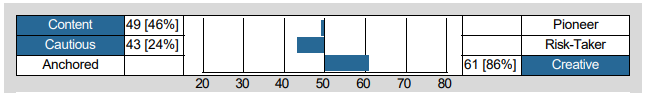 Content 49 [46%] Pioneer
Cautious 43 [24%] Risk-Taker
Anchored 61 [86%] Creative
20 30 40 50 60 70 80